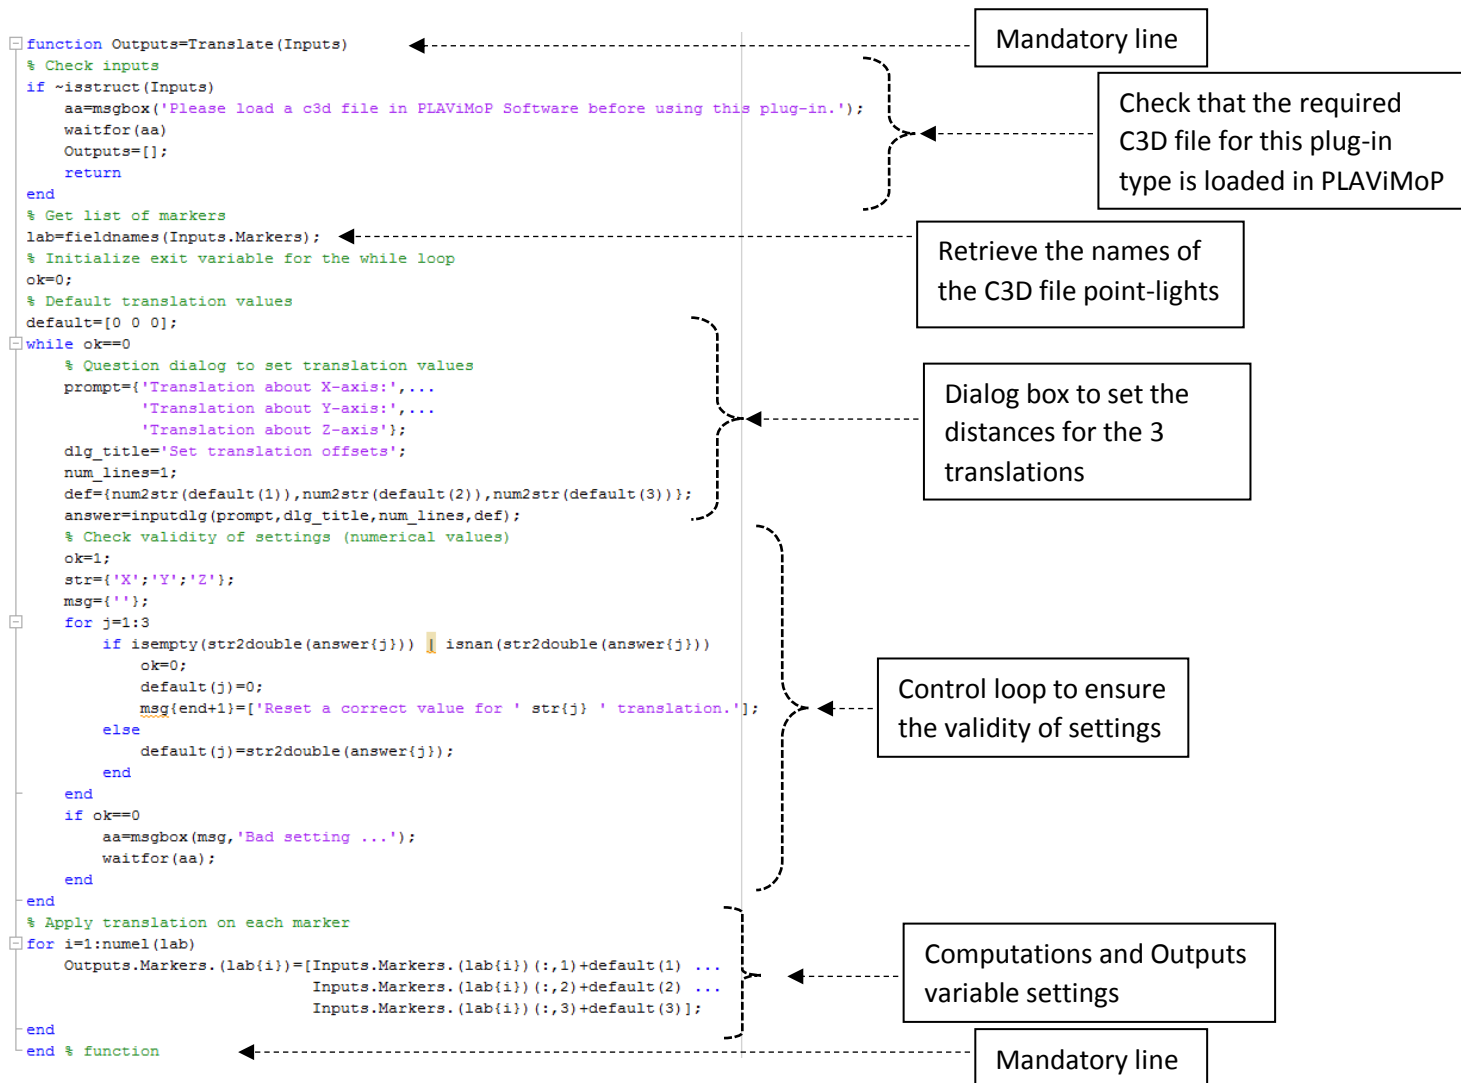 function Outputs=Translate(Inputs)
Mandatory line
% Check inputs
if ~isstruct(Inputs)
aa=msgbox('Please load a c3d file in PLAViMoP Software before using this plug-in.');
waitfor(aa)
Outputs=[];
return
end
Check that the required
C3D file for this plug-in
type is loaded in PLAViMoP
% Get list of markers
lab=fieldnames(Inputs.Markers);
Retrieve the names of
the C3D file point-lights
% Initialize exit variable for the while loop
ok=0;
% Default translation values
default=[0 0 0];
while ok==0
% Question dialog to set translation values
prompt={'Translation about X-axis:',...
'Translation about Y-axis:',...
'Translation about Z-axis'};
dlg_title='Set translation offsets';
num_lines=1;
def={num2str(default(1)),num2str(default(2)),num2str(default(3))};
answer=inputdlg(prompt,dlg_title,num_lines,def);
Dialog box to set the
distances for the 3
translations
% Check validity of settings (numerical values)
ok=1;
str={'X';'Y';'Z'};
msg={''};
for j=1:3
if isempty(str2double(answer{j})) | isnan(str2double(answer{j}))
ok=0;
default(j)=0;
msg{end+1}=['Reset a correct value for ' str{j} ' translation.'];
else
default(j)=str2double(answer{j});
end
end
if ok==0
aa=msgbox(msg,'Bad setting ...');
waitfor(aa);
end
end
Control loop to ensure
the validity of settings
% Apply translation on each marker
for i=1:numel(lab)
Outputs.Markers.(lab{i})=[Inputs.Markers.(lab{i})(:,1)+default(1) ...
Inputs.Markers.(lab{i})(:,2)+default(2) ...
Inputs.Markers.(lab{i})(:,3)+default(3)];
end
Computations and Outputs
variable settings
end % function
Mandatory line